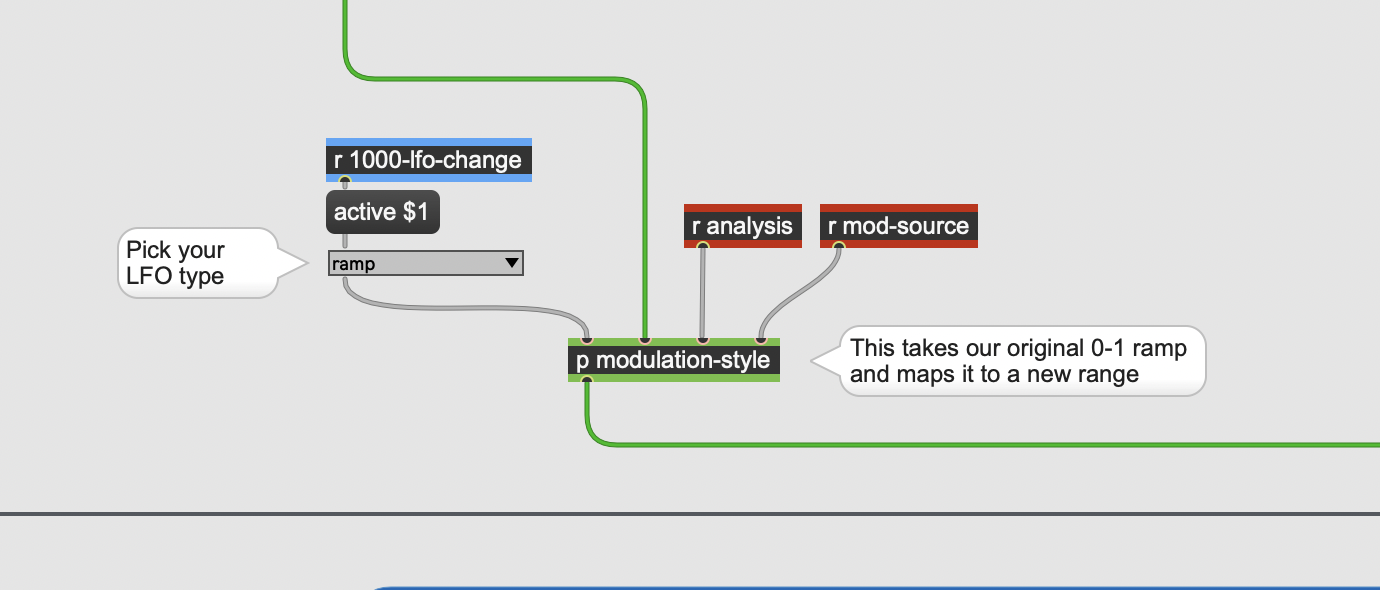 r 1000-lfo-change
active $1
Pick your
LFO type
ramp
r analysis
r mod-source
p modulation-style
This takes our original 0-1 ramp
and maps it to a new range